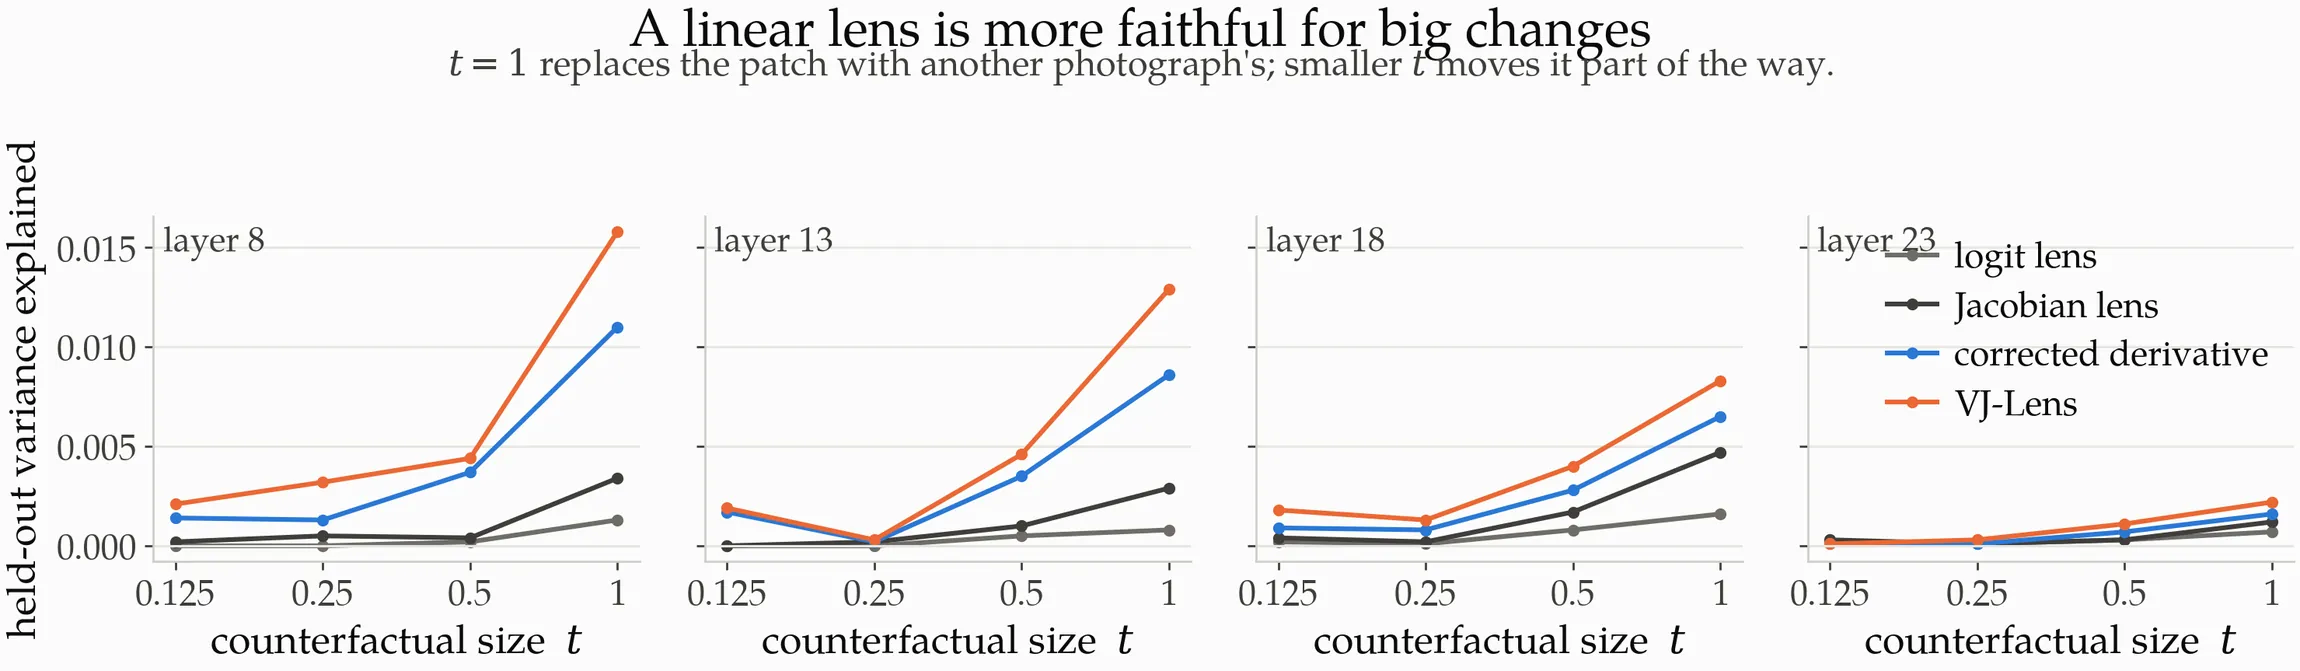 A linear lens is more faithful for big changes
t = 1 replaces the patch with another photograph's; smaller t moves it part of the way.
held-out variance explained
0.015
0.010
0.005
0.000
layer 8
0.125 0.25 0.5 1
counterfactual size t
layer 13
0.125 0.25 0.5 1
counterfactual size t
layer 18
0.125 0.25 0.5 1
counterfactual size t
layer 23
logit lens
Jacobian lens
corrected derivative
VJ-Lens
0.125 0.25 0.5 1
counterfactual size t